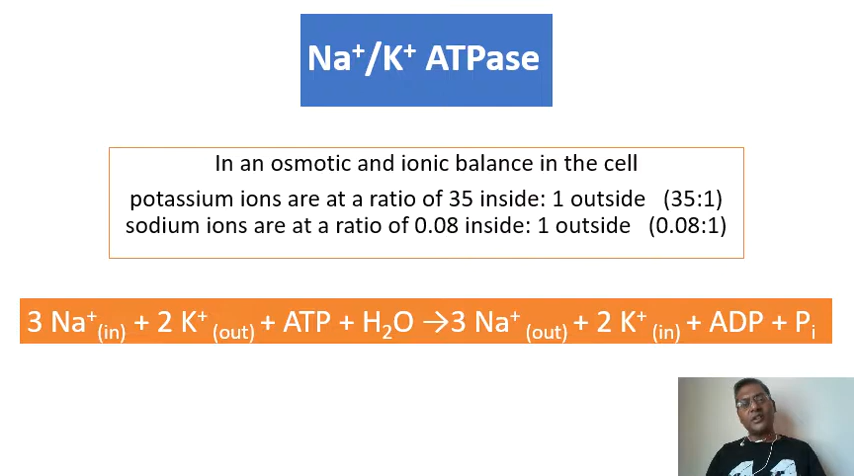 Na⁺/K⁺ ATPase
In an osmotic and ionic balance in the cell
potassium ions are at a ratio of 35 inside: 1 outside (35:1)
sodium ions are at a ratio of 0.08 inside: 1 outside (0.08:1)
3 Na⁺(in) + 2 K⁺ (out) + ATP + H₂O →3 Na⁺ (out) + 2 K⁺ (in) + ADP + Pᵢ